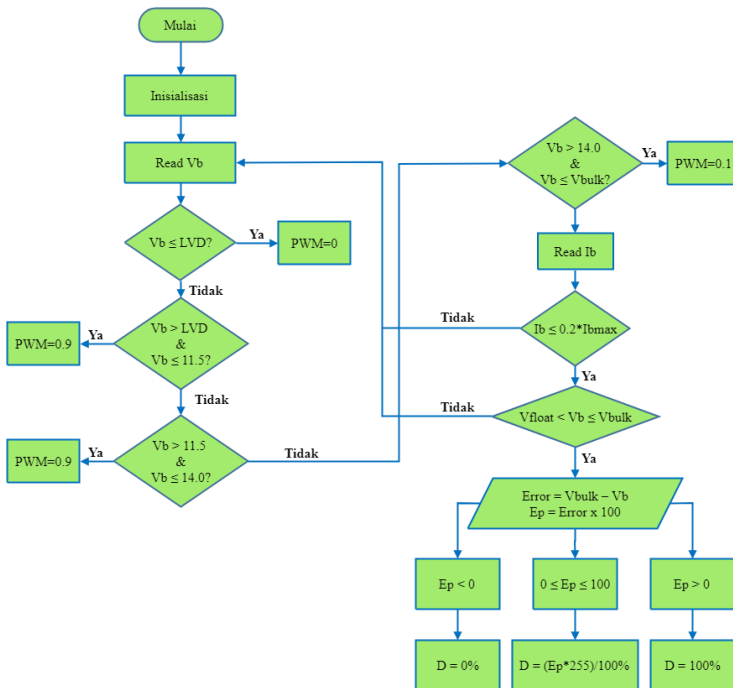 Mulai
Inisialisasi
Read Vb
Vb ≤ LVD?
Ya
PWM=0
Tidak
Vb > LVD
&
Vb ≤ 11.5?
Ya
PWM=0.9
Tidak
Vb > 11.5
&
Vb ≤ 14.0?
Ya
PWM=0.9
Tidak
Vb > 14.0
&
Vb ≤ Vbulk?
Ya
PWM=0.1
Read Ib
Ib ≤ 0.2*Ibmax
Tidak
Ya
Vfloat < Vb ≤ Vbulk
Tidak
Ya
Error = Vbulk – Vb
Ep = Error x 100
Ep < 0
0 ≤ Ep ≤ 100
Ep > 0
D = 0%
D = (Ep*255)/100%
D = 100%